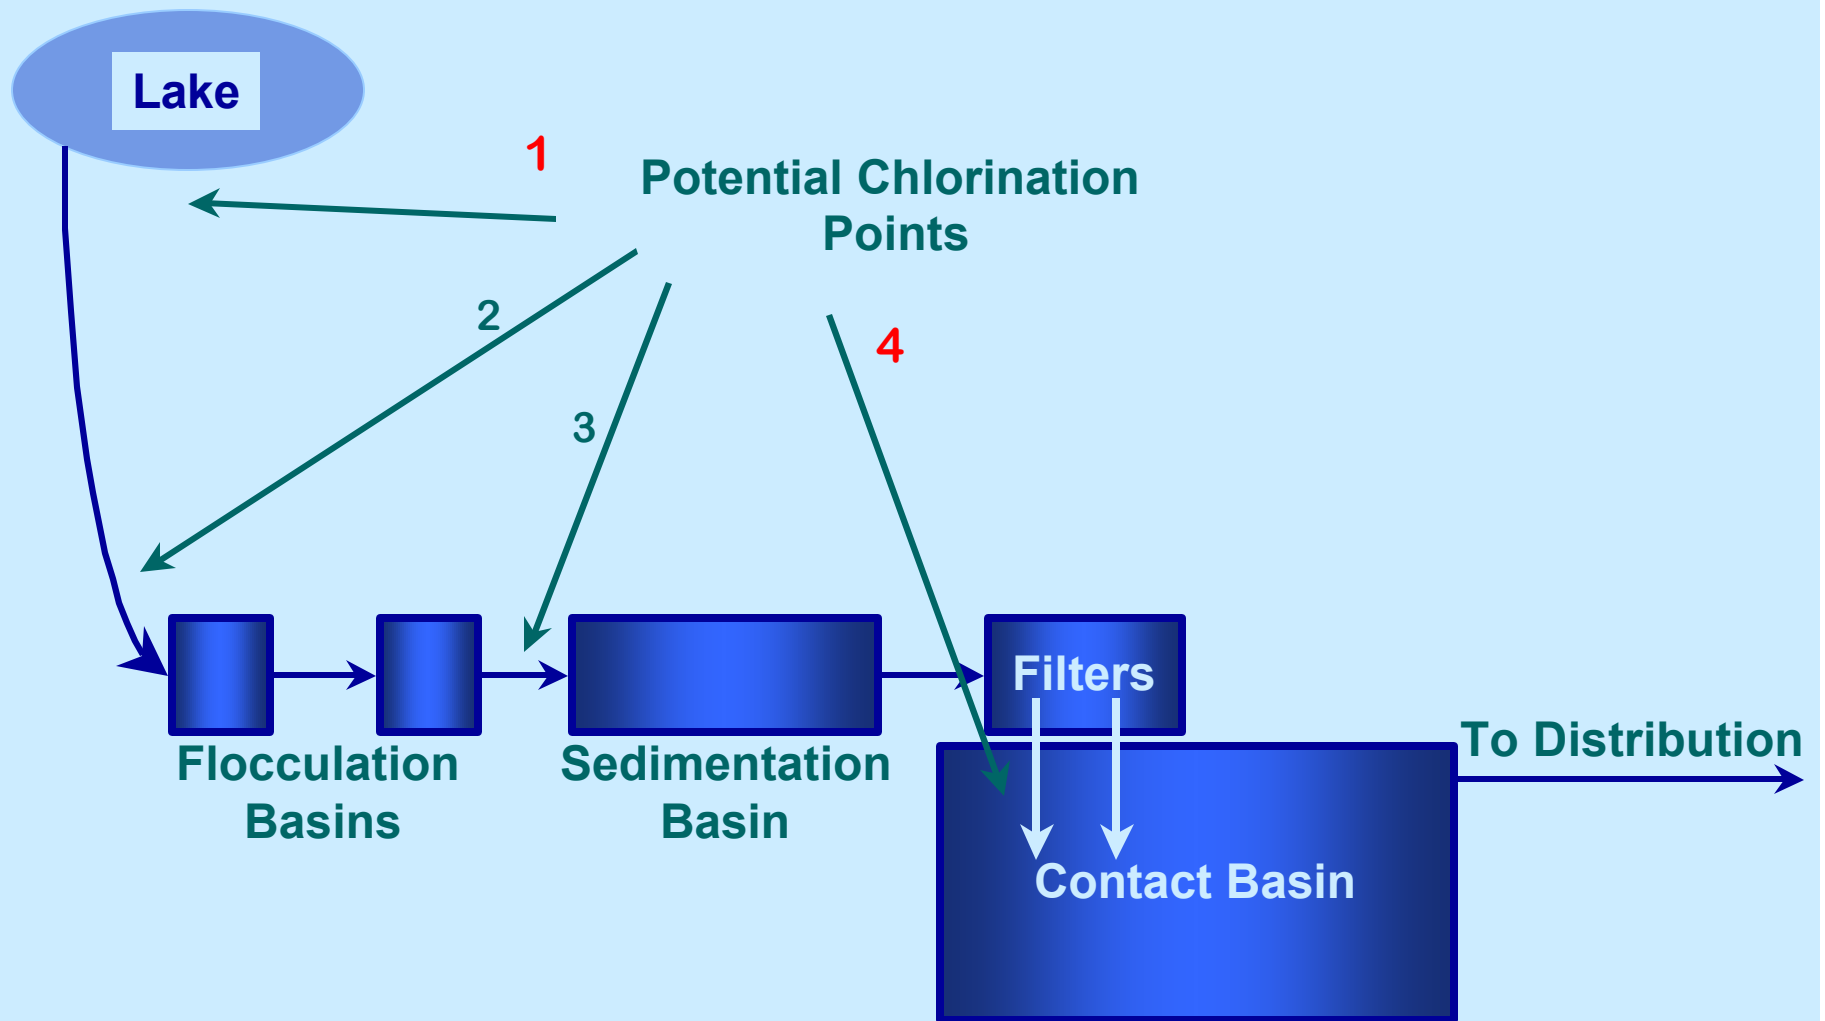 Lake
1
Potential Chlorination
Points
2
4
3
Filters
To Distribution
Flocculation
Basins
Sedimentation
Basin
Contact Basin